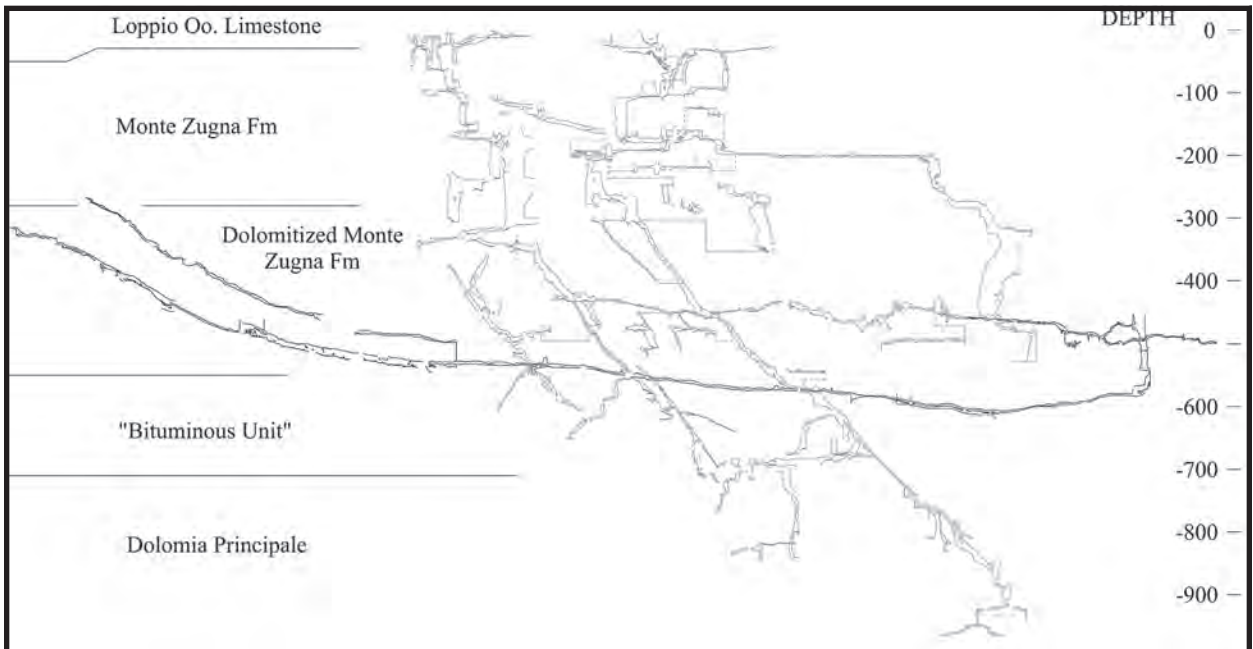 Loppio Oo. Limestone
DEPTH
0
-100
Monte Zugna Fm
-200
-300
Dolomitized Monte
Zugna Fm
-400
"Bituminous Unit"
-600
-700
Dolomia Principale
-800
-900